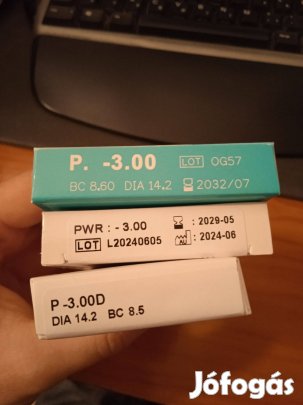 P. -3.00 LOT OG57
BC 8.60 DIA 14.2 2032/07
PWR : - 3.00 : 2029-05
LOT L20240605 : 2024-06
P -3.00D
DIA 14.2 BC 8.5
Jófogás